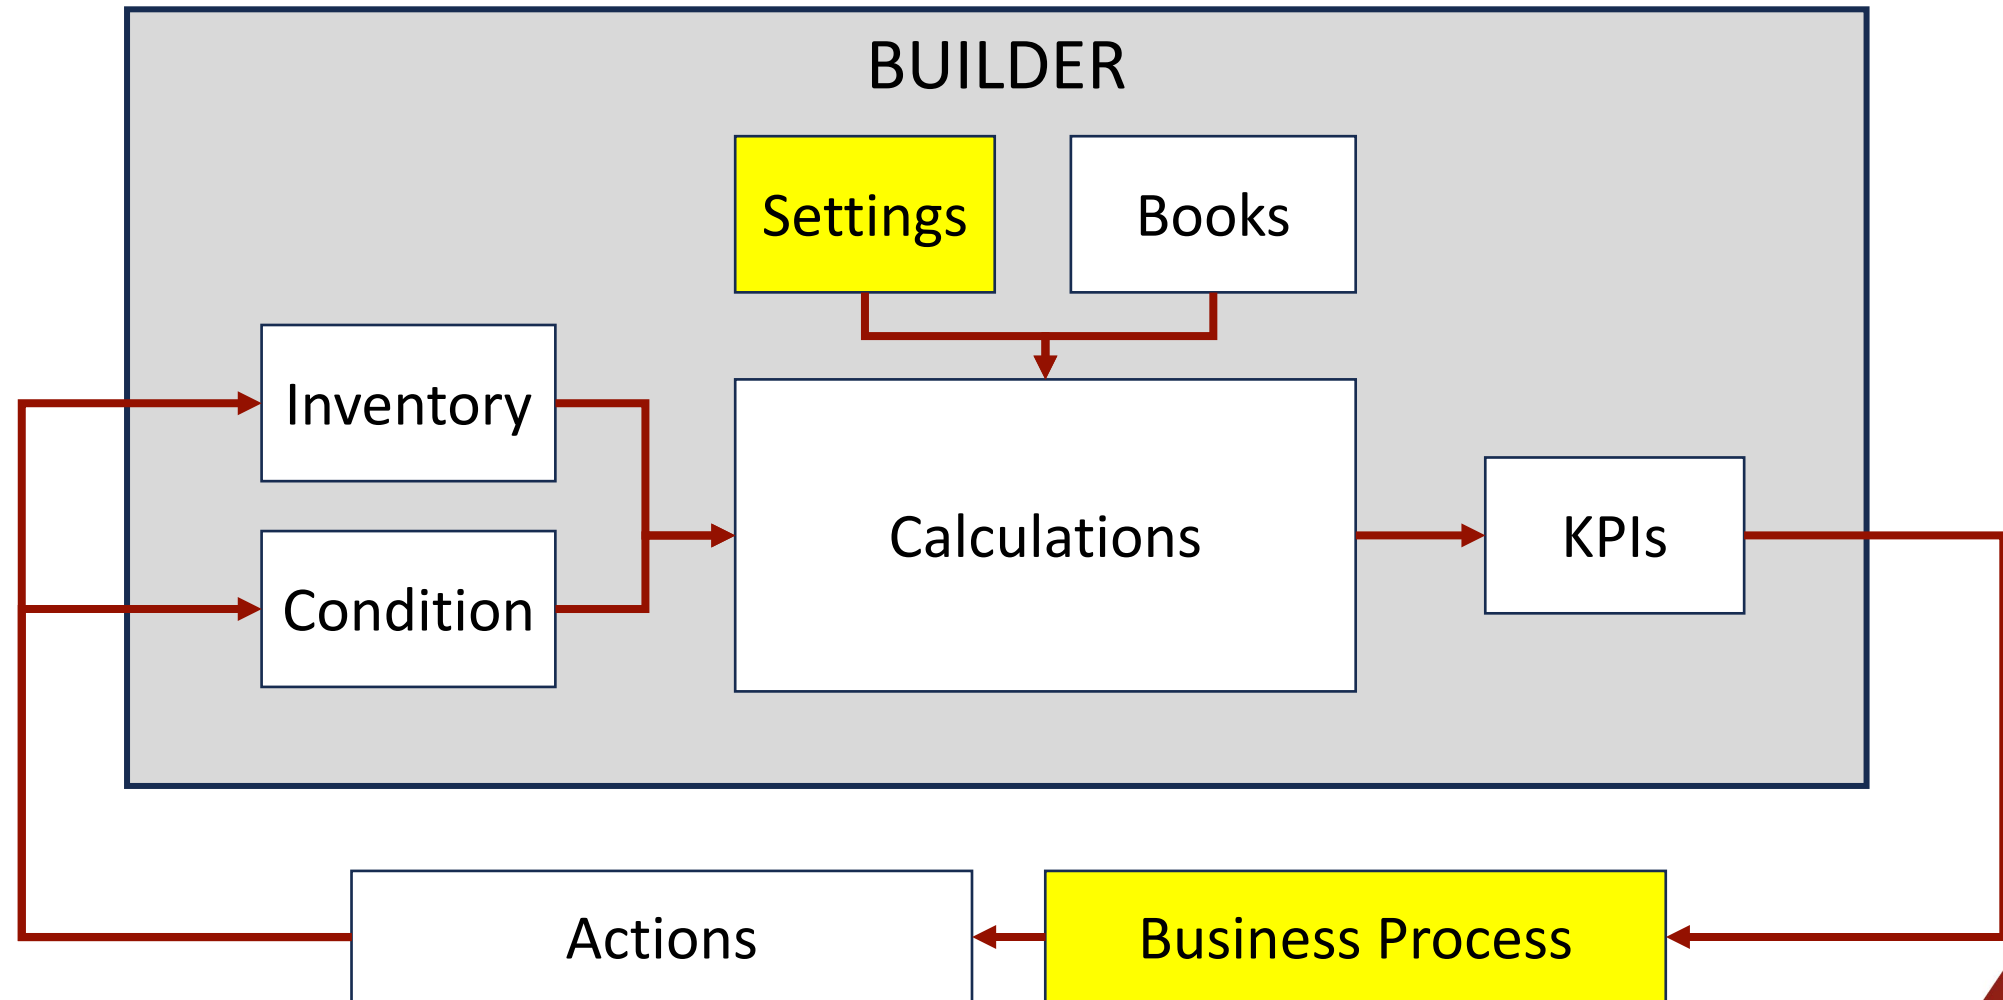 BUILDER
Settings
Books
Inventory
Condition
Calculations
KPIs
Actions
Business Process